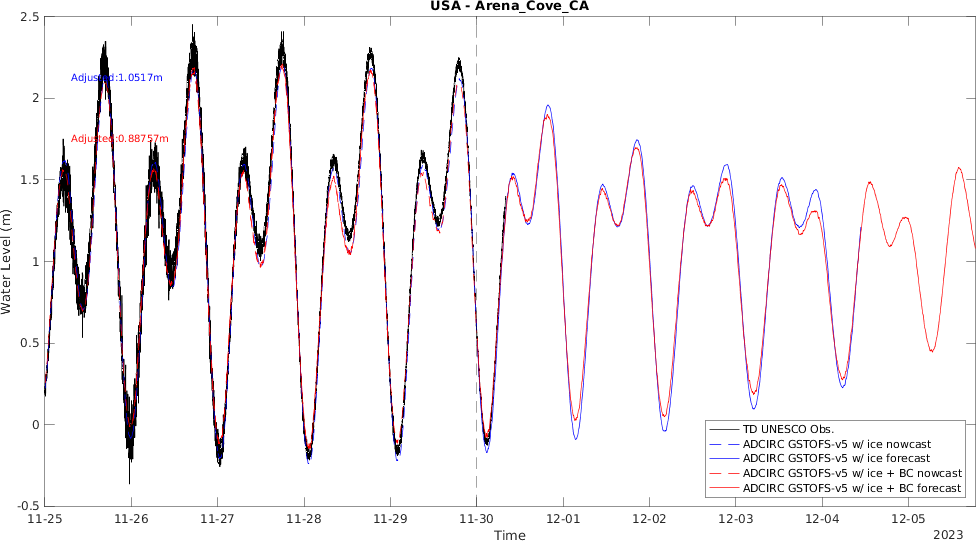 USA - Arena_Cove_CA
2.5
2
1.5
1
0.5
0
-0.5
Water Level (m)
Adjusted:1.0517m
Adjusted:0.88757m
TD UNESCO Obs.
ADCIRC GSTOFS-v5 w/ ice nowcast
ADCIRC GSTOFS-v5 w/ ice forecast
ADCIRC GSTOFS-v5 w/ ice + BC nowcast
ADCIRC GSTOFS-v5 w/ ice + BC forecast
11-25 11-26 11-27 11-28 11-29 11-30 12-01 12-02 12-03 12-04 12-05
Time
2023